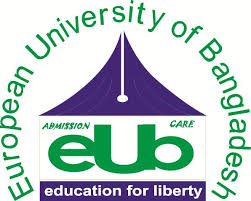 European University of Bangladesh
ADMISSION CARE
eUb
education for liberty